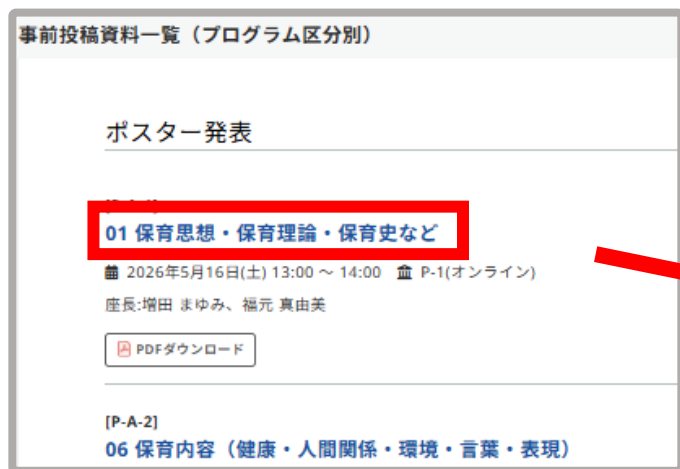 事前投稿資料一覧（プログラム区分別）
ポスター発表
01 保育思想・保育理論・保育史など
2026年5月16日(土) 13:00 ～ 14:00 P-1(オンライン)
座長:増田 まゆみ、福元 真由美
PDFダウンロード
[P-A-2]
06 保育内容（健康・人間関係・環境・言葉・表現）